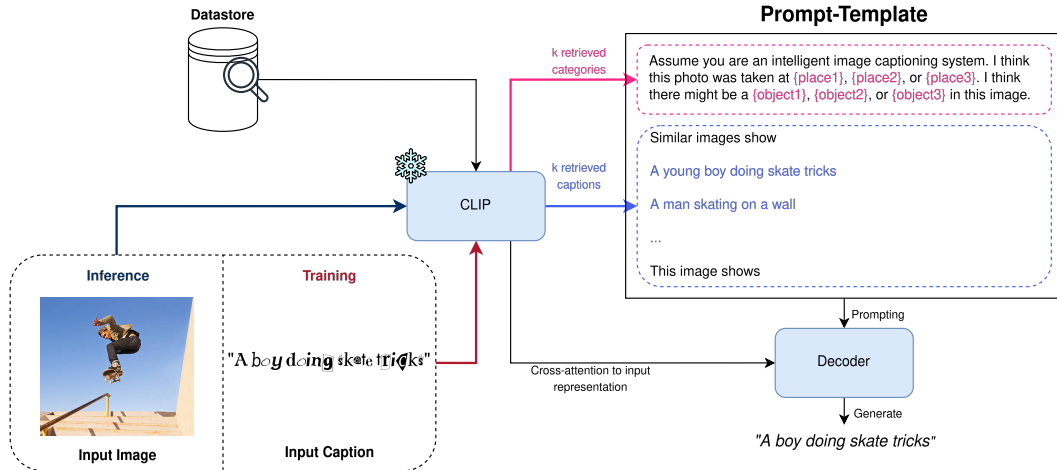 Datastore
Prompt-Template
k retrieved
categories
Assume you are an intelligent image captioning system. I think
this photo was taken at {place1}, {place2}, or {place3}. I think
there might be a {object1}, {object2}, or {object3} in this image.
Similar images show
k retrieved
captions
A young boy doing skate tricks
CLIP
A man skating on a wall
...
This image shows
Inference
Training
"A boy doing skate tricks"
Input Image
Input Caption
Cross-attention to input
representation
Prompting
Decoder
Generate
"A boy doing skate tricks"